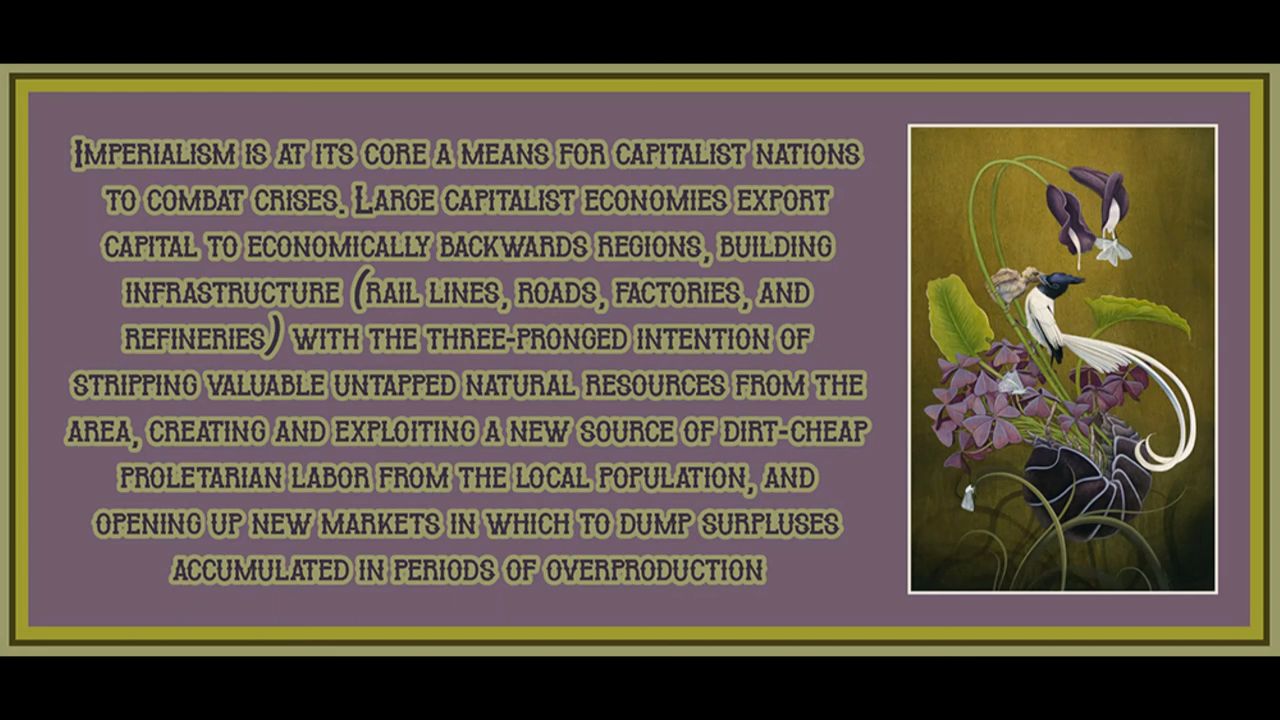 Imperialism is at its core a means for capitalist nations
to combat crises. Large capitalist economies export
capital to economically backwards regions, building
infrastructure (rail lines, roads, factories, and
refineries) with the three-pronged intention of
stripping valuable untapped natural resources from the
area, creating and exploiting a new source of dirt-cheap
proletarian labor from the local population, and
opening up new markets in which to dump surpluses
accumulated in periods of overproduction